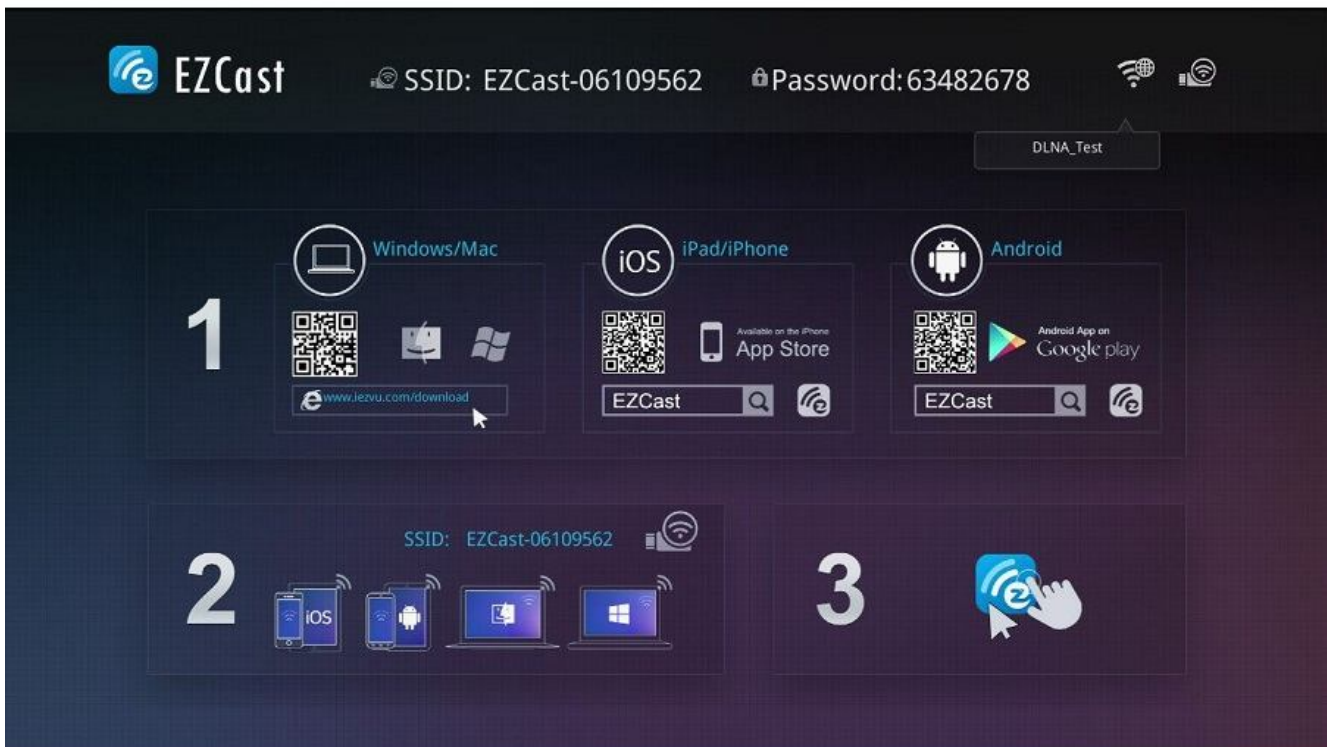 EZCast SSID: EZCast-06109562 Password:63482678
DLNA_Test
1
Windows/Mac
www.iezvu.com/download
iOS iPad/iPhone
Available on the iPhone
App Store
EZCast
Android
Android App on
Google play
EZCast
2
SSID: EZCast-06109562
iOS
3